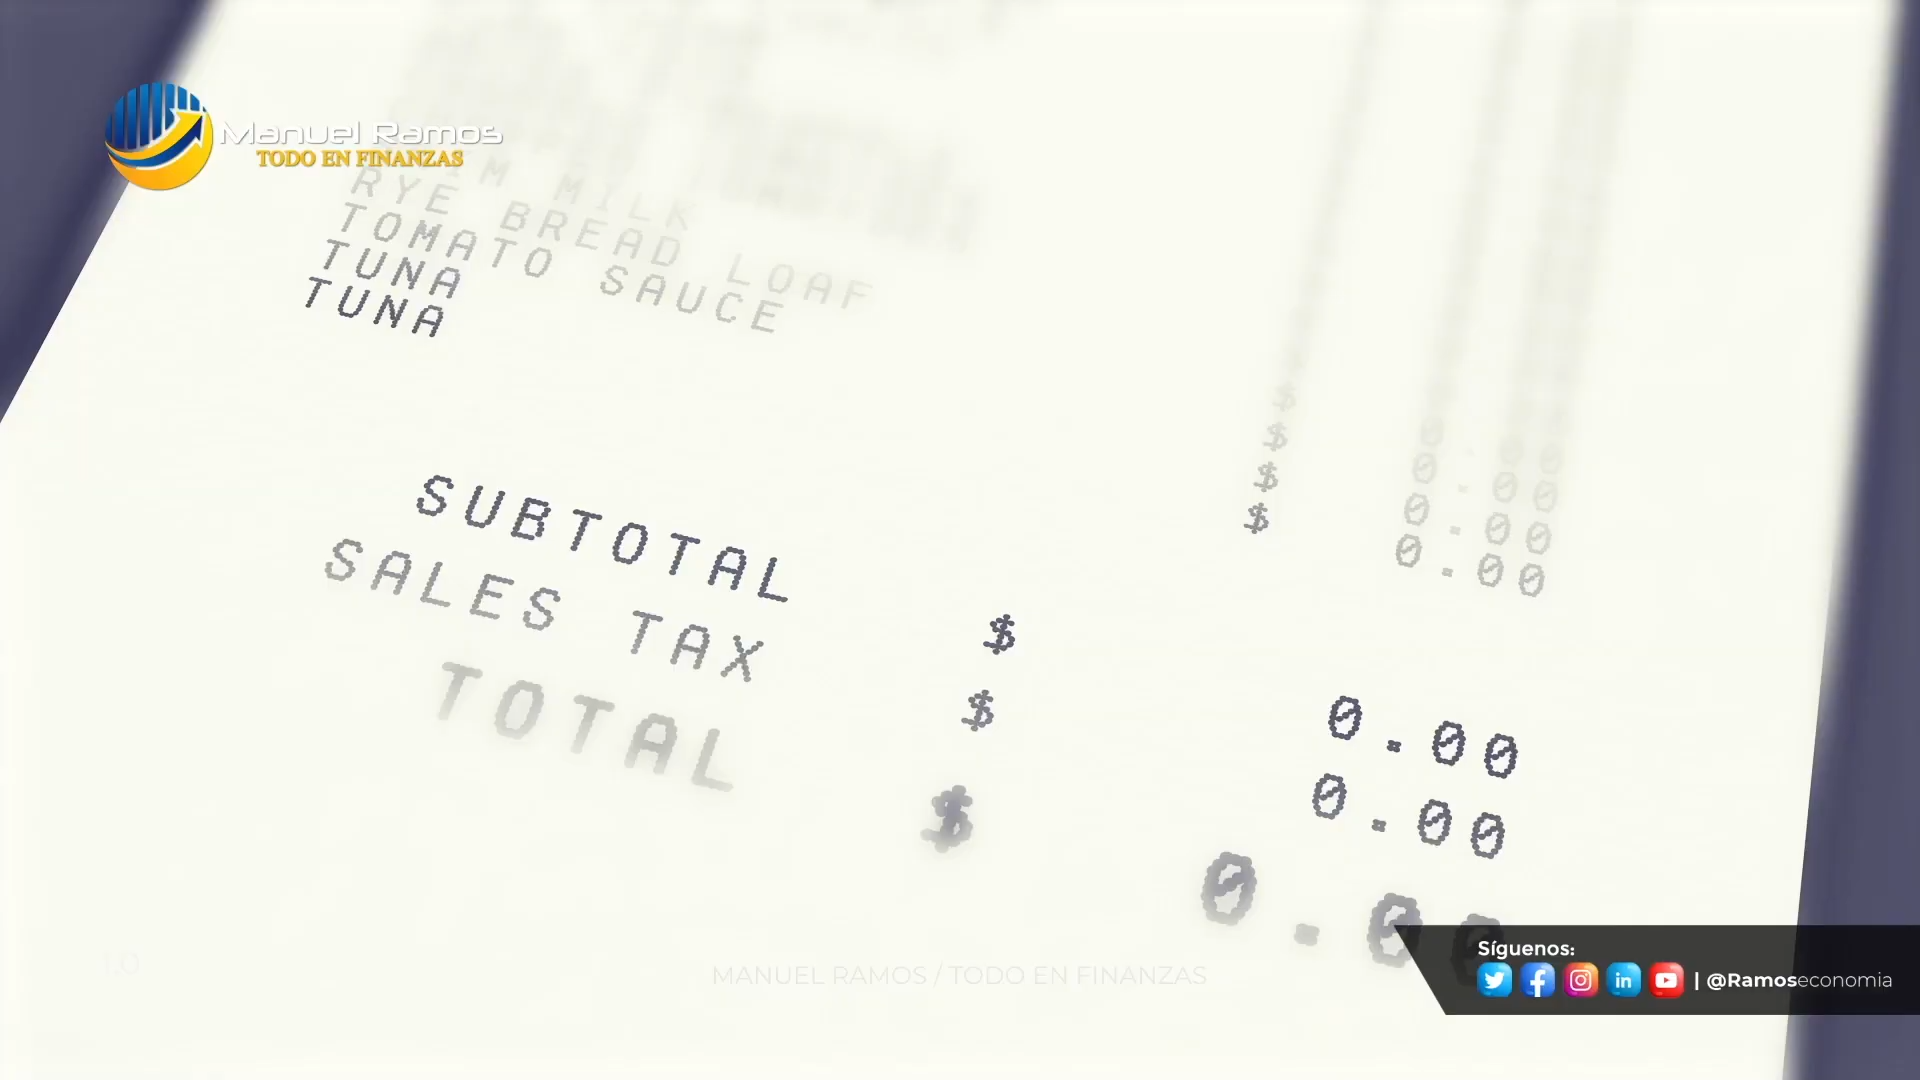 Manuel Ramos
TODO EN FINANZAS
MILK
RYE BREAD LOAF
TOMATO SAUCE
TUNA
TUNA
$
$ 0.00
$ 0.00
$ 0.00
SUBTOTAL $ 0.00
SALES TAX $ 0.00
TOTAL $ 0.00
1.0
MANUEL RAMOS / TODO EN FINANZAS
Síguenos:
| @Ramoseconomia